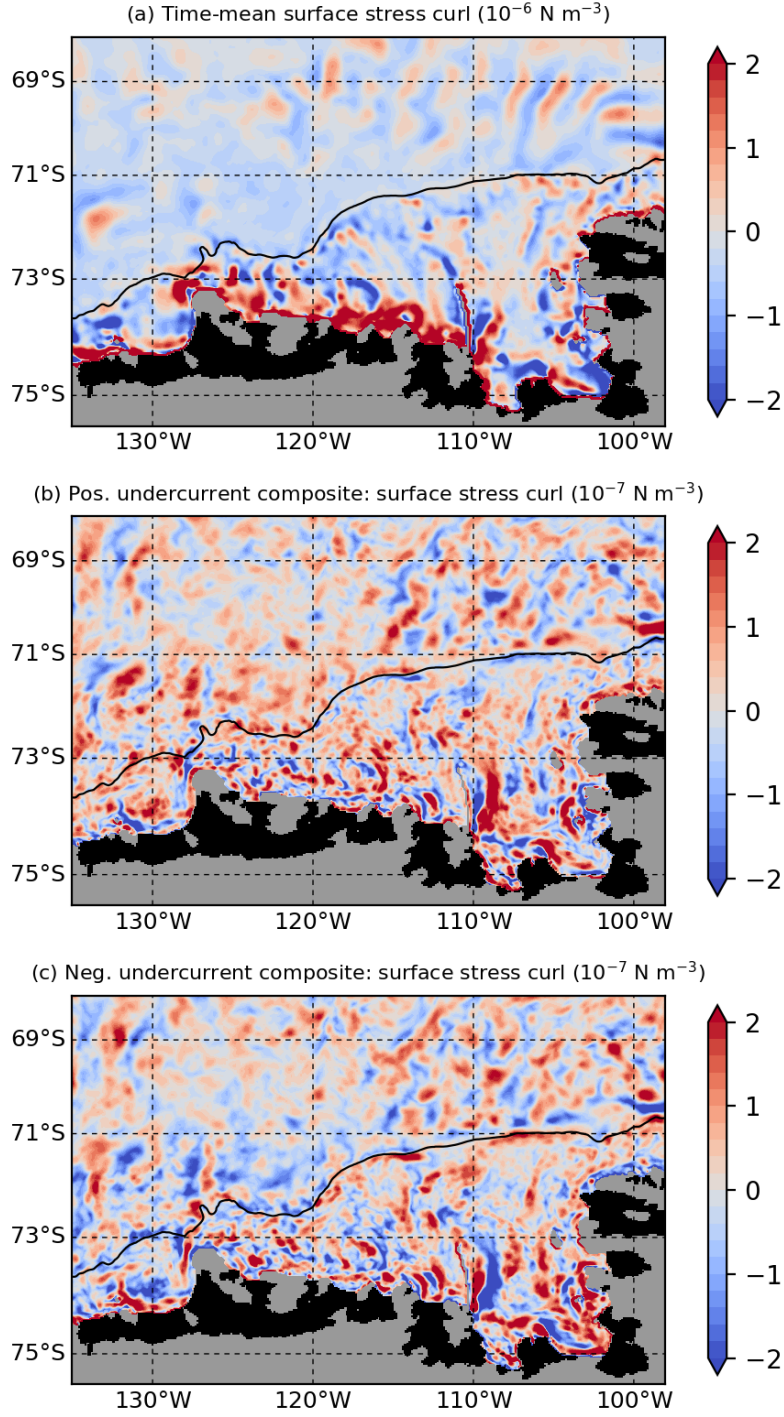 (a) Time-mean surface stress curl (10⁻⁶ N m⁻³)
69°S
71°S
73°S
75°S
130°W 120°W 110°W 100°W
2
1
0
−1
−2
(b) Pos. undercurrent composite: surface stress curl (10⁻⁷ N m⁻³)
69°S
71°S
73°S
75°S
130°W 120°W 110°W 100°W
2
1
0
−1
−2
(c) Neg. undercurrent composite: surface stress curl (10⁻⁷ N m⁻³)
69°S
71°S
73°S
75°S
130°W 120°W 110°W 100°W
2
1
0
−1
−2